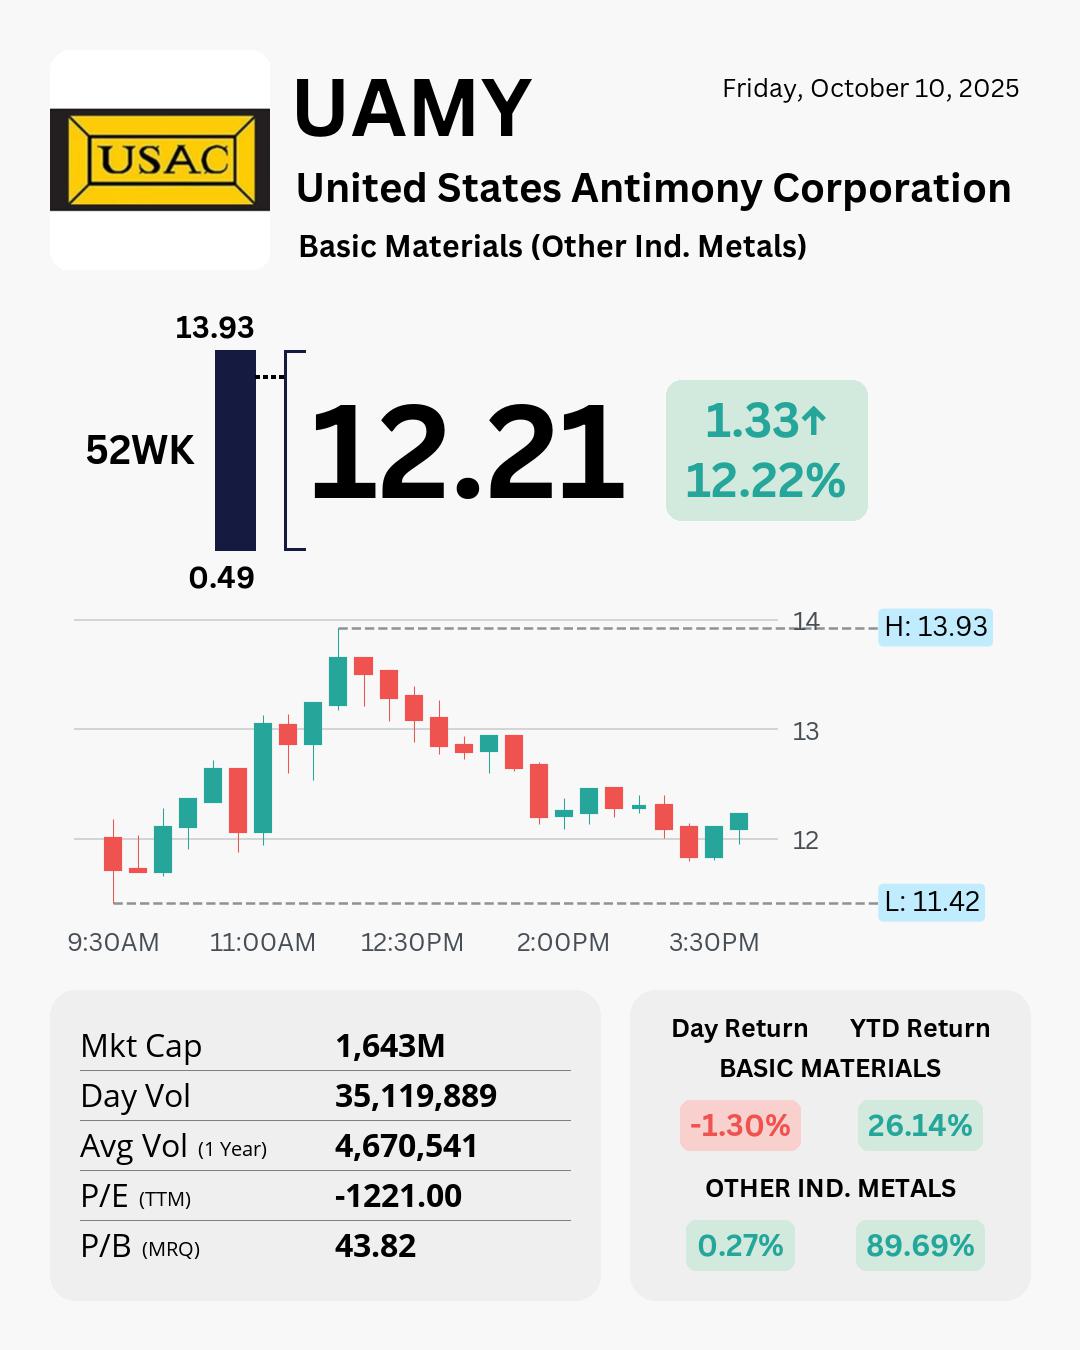 USAC
UAMY
Friday, October 10, 2025
United States Antimony Corporation
Basic Materials (Other Ind. Metals)
13.93
52WK
0.49
12.21
1.33↑
12.22%
14
H: 13.93
13
12
L: 11.42
9:30AM 11:00AM 12:30PM 2:00PM 3:30PM
Mkt Cap 1,643M
Day Vol 35,119,889
Avg Vol (1 Year) 4,670,541
P/E (TTM) -1221.00
P/B (MRQ) 43.82
Day Return YTD Return
BASIC MATERIALS
-1.30% 26.14%
OTHER IND. METALS
0.27% 89.69%